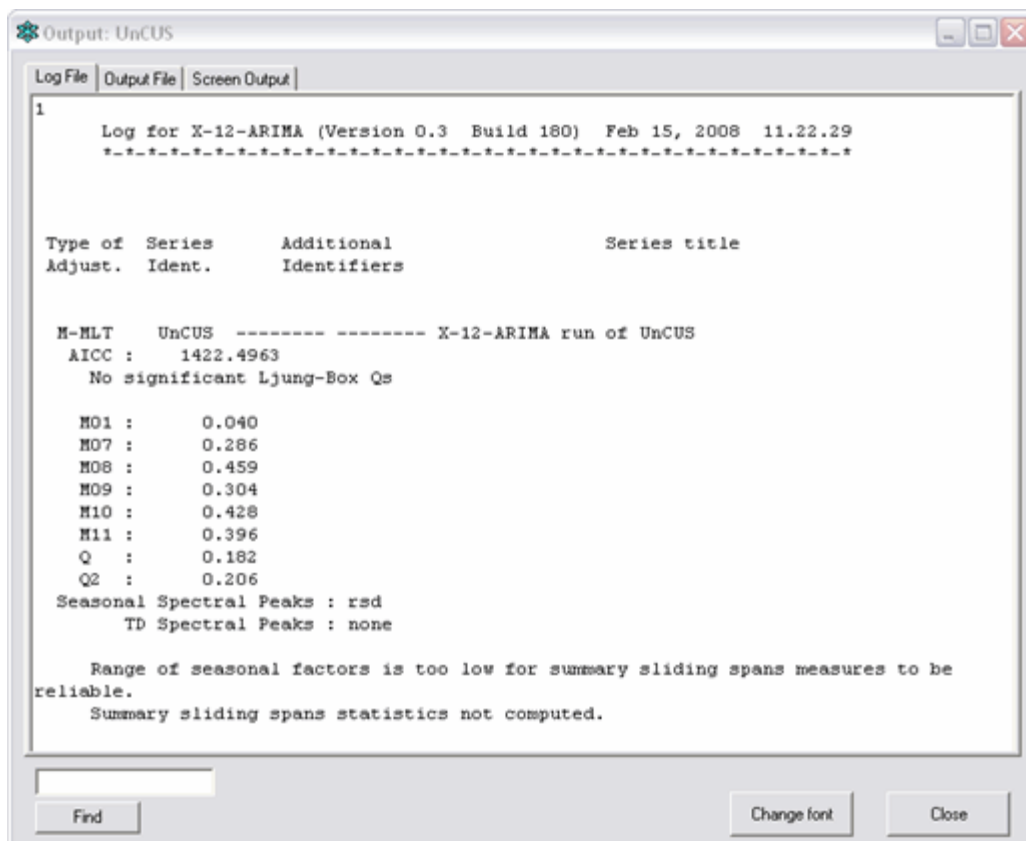 Output: UnCUS
Log File Output File Screen Output
1
Log for X-12-ARIMA (Version 0.3 Build 180) Feb 15, 2008 11.22.29
*-*-*-*-*-*-*-*-*-*-*-*-*-*-*-*-*-*-*-*-*-*-*-*-*-*-*-*-*-*-*-*-*-*
Type of Series Additional Series title
Adjust. Ident. Identifiers
M-MLT UnCUS -------- -------- X-12-ARIMA run of UnCUS
AICC : 1422.4963
No significant Ljung-Box Qs
M01 : 0.040
M07 : 0.286
M08 : 0.459
M09 : 0.304
M10 : 0.428
M11 : 0.396
Q : 0.182
Q2 : 0.206
Seasonal Spectral Peaks : rsd
TD Spectral Peaks : none
Range of seasonal factors is too low for summary sliding spans measures to be
reliable.
Summary sliding spans statistics not computed.
Find Change font Close